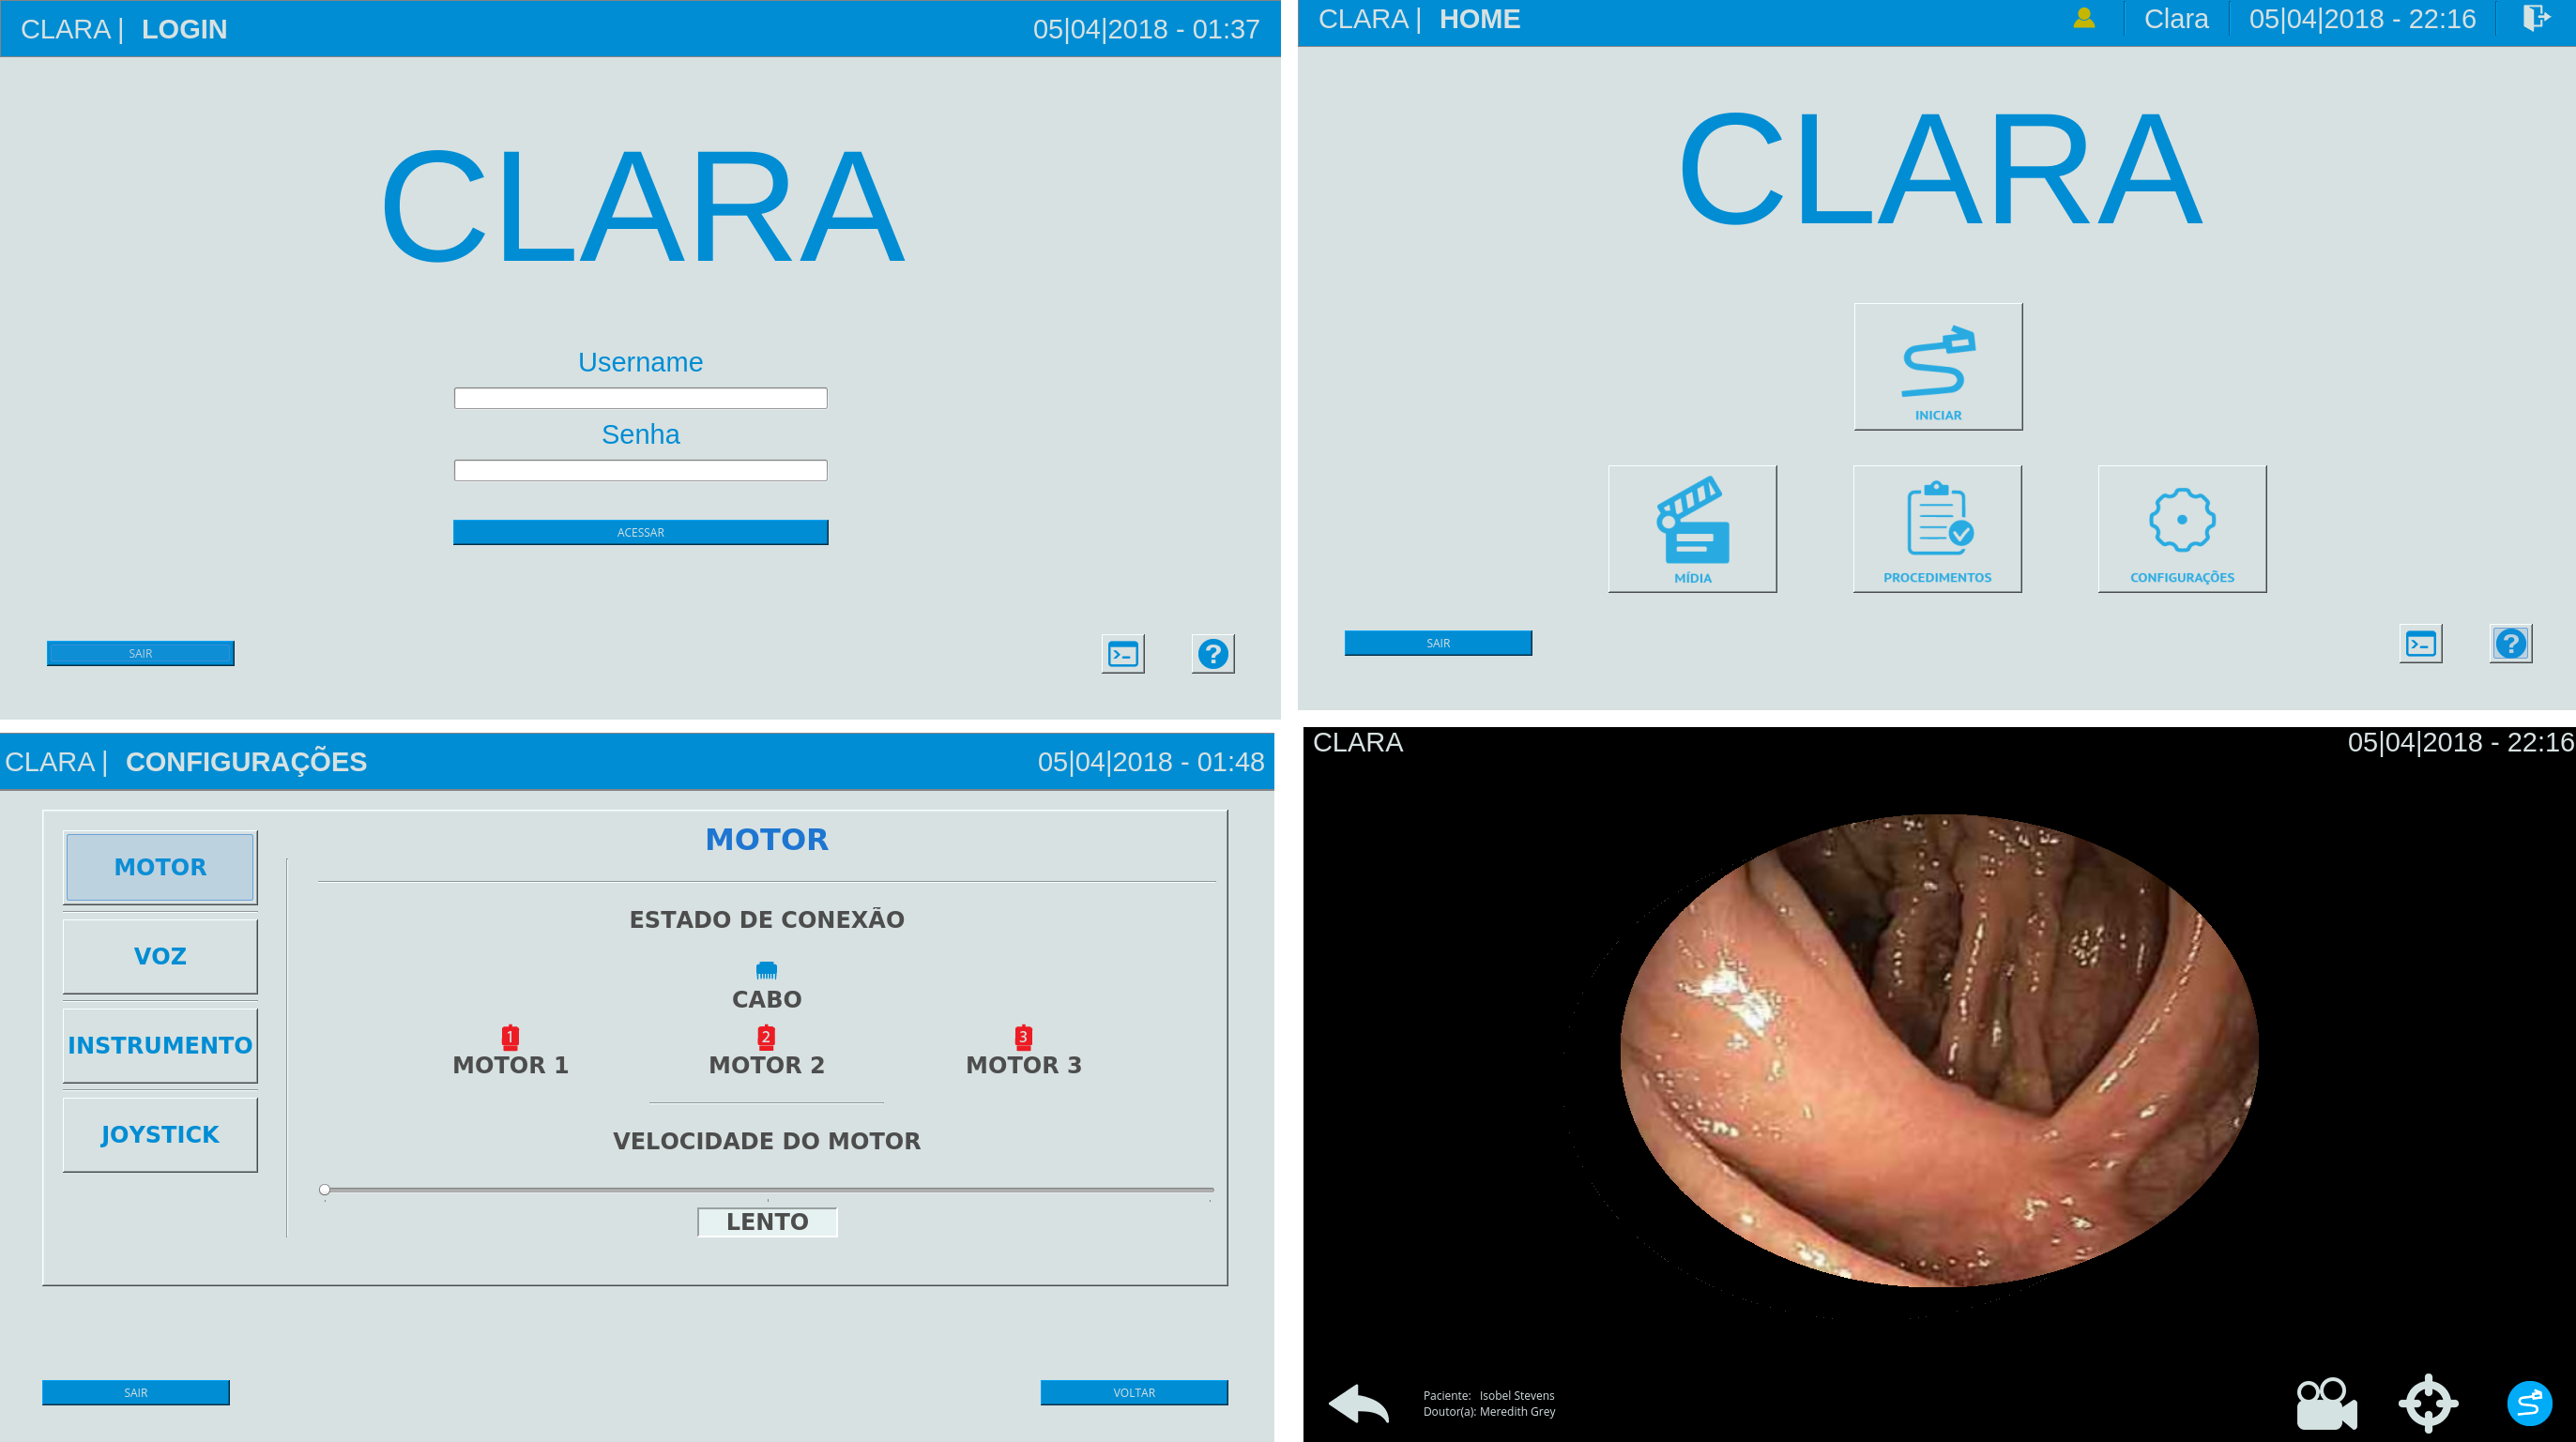 CLARA | LOGIN 05|04|2018 - 01:37
CLARA
Username
Senha
ACESSAR
SAIR
>_ ?
CLARA | HOME Clara 05|04|2018 - 22:16
CLARA
INICIAR
MÍDIA PROCEDIMENTOS CONFIGURAÇÕES
SAIR
>_ ?
CLARA | CONFIGURAÇÕES 05|04|2018 - 01:48
MOTOR
VOZ
INSTRUMENTO
JOYSTICK
MOTOR
ESTADO DE CONEXÃO
CABO
1 2 3
MOTOR 1 MOTOR 2 MOTOR 3
VELOCIDADE DO MOTOR
LENTO
SAIR VOLTAR
CLARA 05|04|2018 - 22:16
Paciente: Isobel Stevens
Doutor(a): Meredith Grey